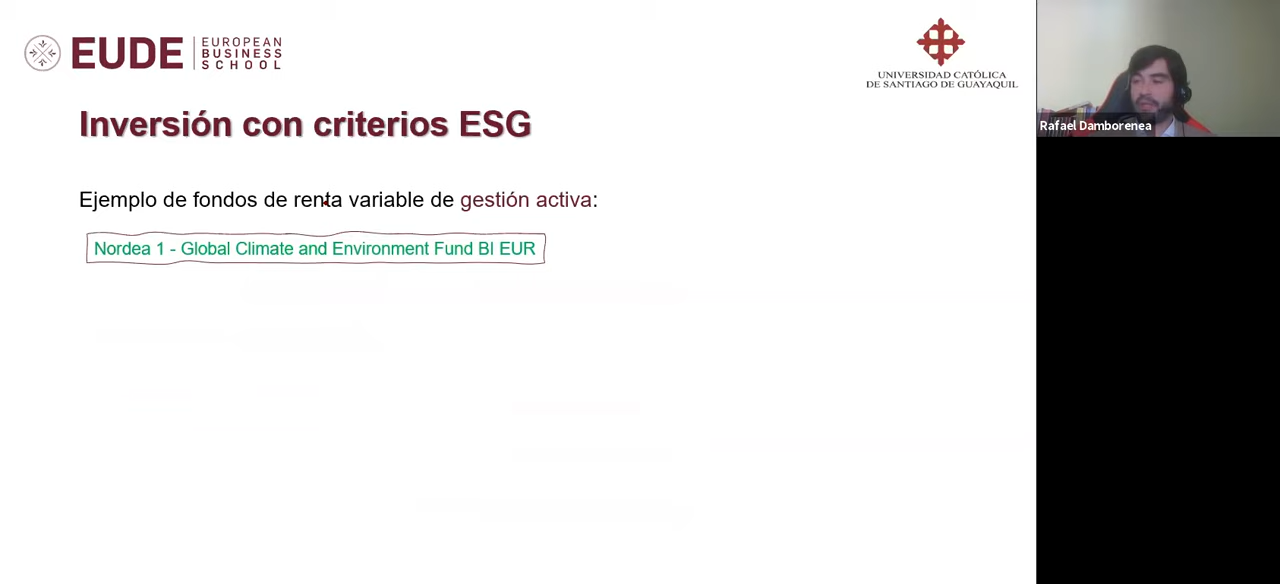 EUDE
EUROPEAN
BUSINESS
SCHOOL
UNIVERSIDAD CATÓLICA
DE SANTIAGO DE GUAYAQUIL
Rafael Damborenea
Inversión con criterios ESG
Ejemplo de fondos de renta variable de gestión activa:
Nordea 1 - Global Climate and Environment Fund BI EUR